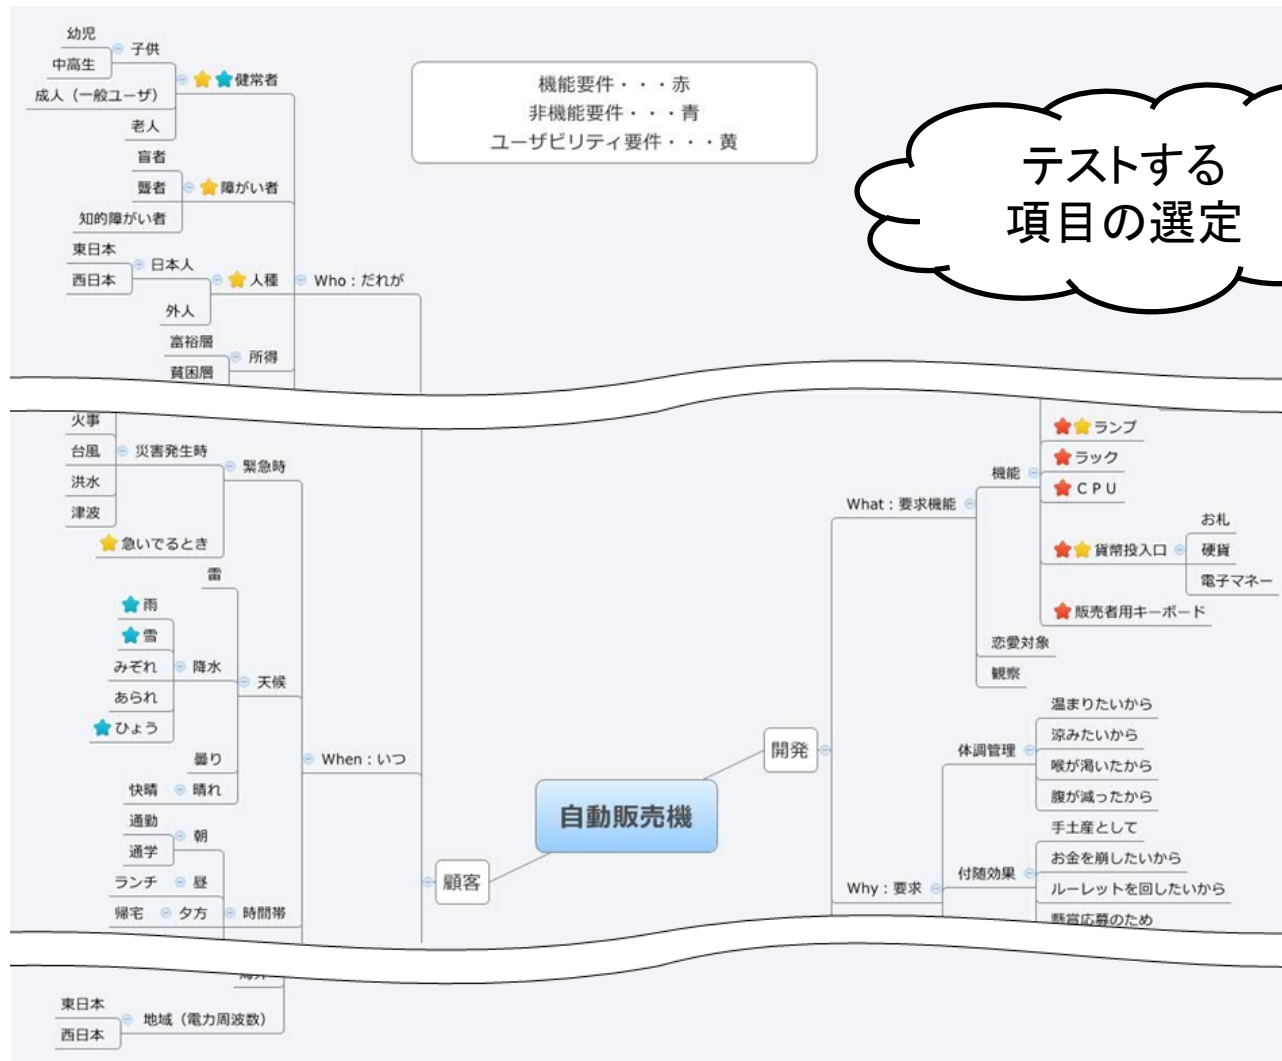 機能要件・・・赤
非機能要件・・・青
ユーザビリティ要件・・・黄
テストする
項目の選定
幼児
中高生
子供
成人（一般ユーザ）
老人
健常者
盲者
聾者
知的障がい者
障がい者
東日本
西日本
日本人
外人
人種
富裕層
貧困層
所得
Who：だれが
火事
台風
洪水
津波
災害発生時
急いでるとき
緊急時
雷
雨
雪
みぞれ
あられ
ひょう
降水
曇り
快晴
晴れ
天候
When：いつ
通勤
通学
朝
ランチ
昼
帰宅
夕方
時間帯
顧客
自動販売機
開発
What：要求機能
機能
ランプ
ラック
ＣＰＵ
貨幣投入口
お札
硬貨
電子マネー
販売者用キーボード
恋愛対象
観察
Why：要求
体調管理
温まりたいから
涼みたいから
喉が渇いたから
腹が減ったから
付随効果
手土産として
お金を崩したいから
ルーレットを回したいから
懸賞応募のため
東日本
西日本
地域（電力周波数）